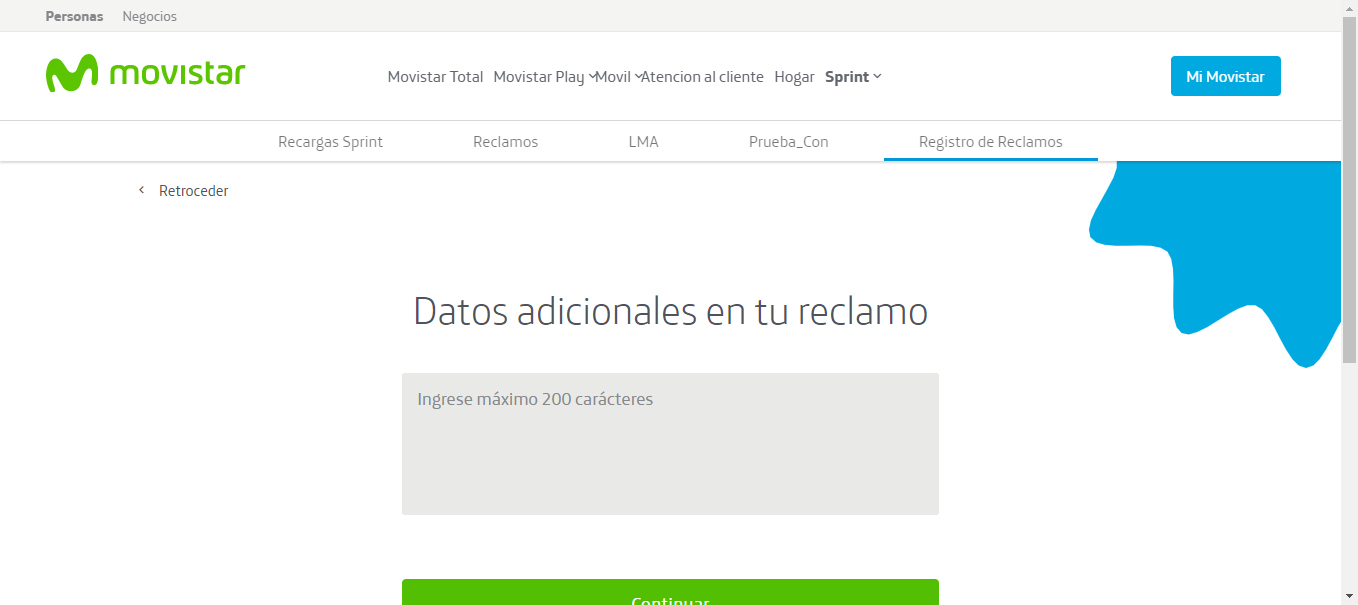 Personas Negocios
movistar
Movistar Total Movistar Play Movil Atencion al cliente Hogar Sprint
Mi Movistar
Recargas Sprint Reclamos LMA Prueba_Con Registro de Reclamos
Retroceder
Datos adicionales en tu reclamo
Ingrese máximo 200 carácteres
Continuar